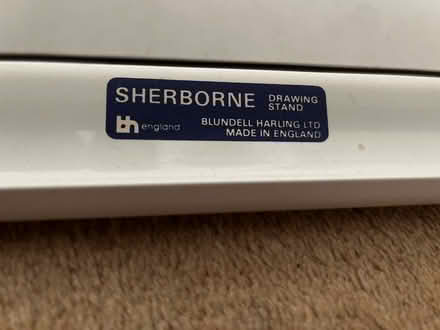 SHERBORNE DRAWING STAND
bh england BLUNDELL HARLING LTD
MADE IN ENGLAND